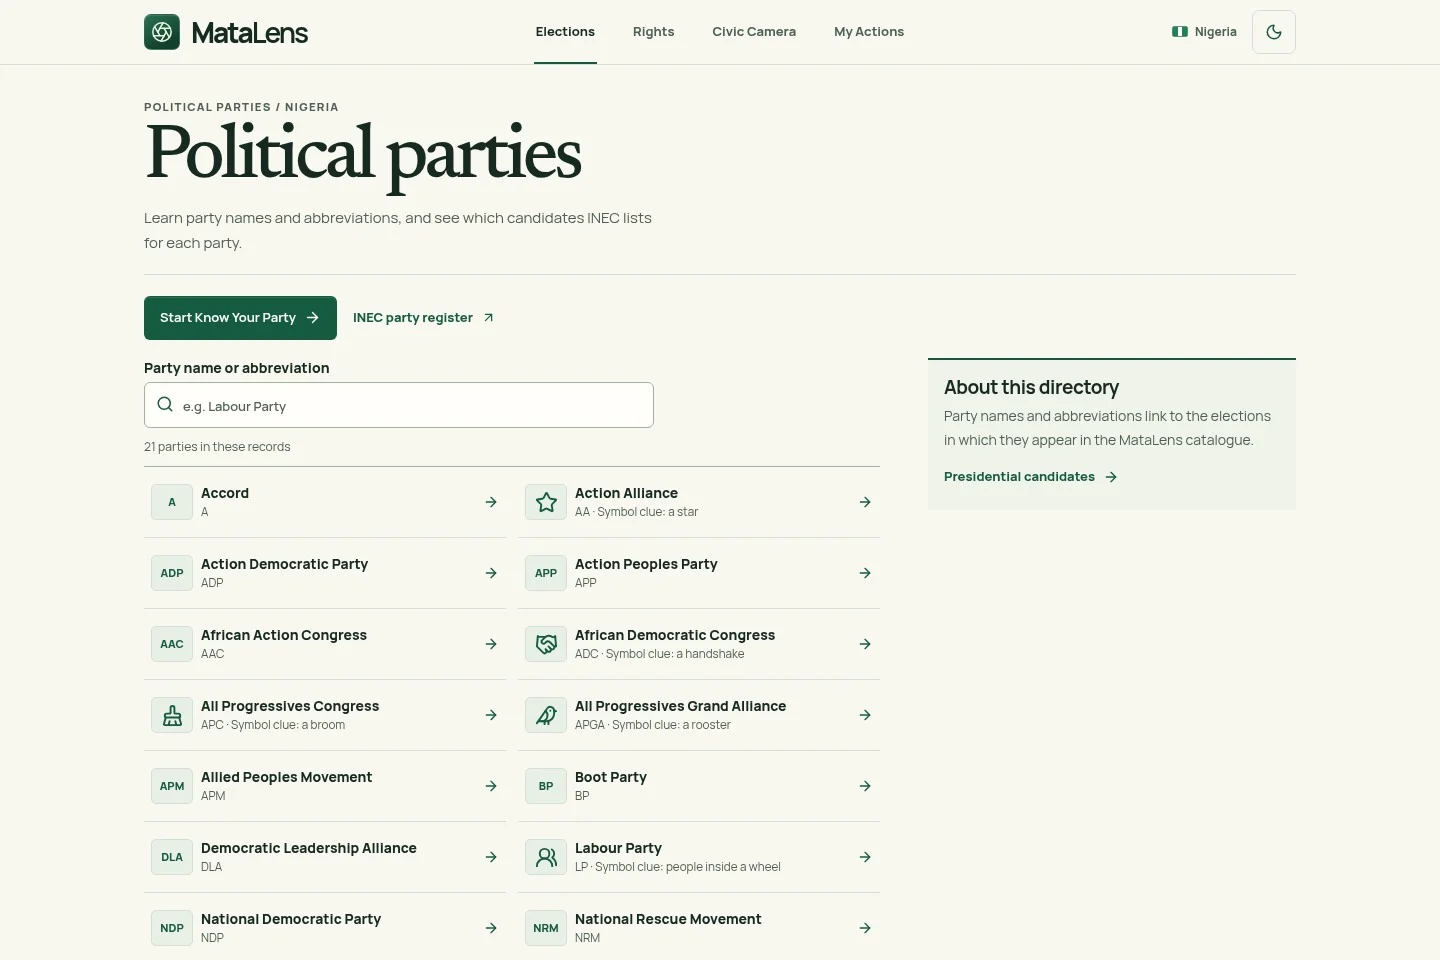 MataLens
Elections
Rights
Civic Camera
My Actions
Nigeria
POLITICAL PARTIES / NIGERIA
Political parties
Learn party names and abbreviations, and see which candidates INEC lists
for each party.
Start Know Your Party
INEC party register
Party name or abbreviation
e.g. Labour Party
21 parties in these records
A
Accord
A
Action Alliance
AA · Symbol clue: a star
ADP
Action Democratic Party
ADP
APP
Action Peoples Party
APP
AAC
African Action Congress
AAC
African Democratic Congress
ADC · Symbol clue: a handshake
All Progressives Congress
APC · Symbol clue: a broom
All Progressives Grand Alliance
APGA · Symbol clue: a rooster
APM
Allied Peoples Movement
APM
BP
Boot Party
BP
DLA
Democratic Leadership Alliance
DLA
Labour Party
LP · Symbol clue: people inside a wheel
NDP
National Democratic Party
NDP
NRM
National Rescue Movement
NRM
About this directory
Party names and abbreviations link to the elections
in which they appear in the MataLens catalogue.
Presidential candidates